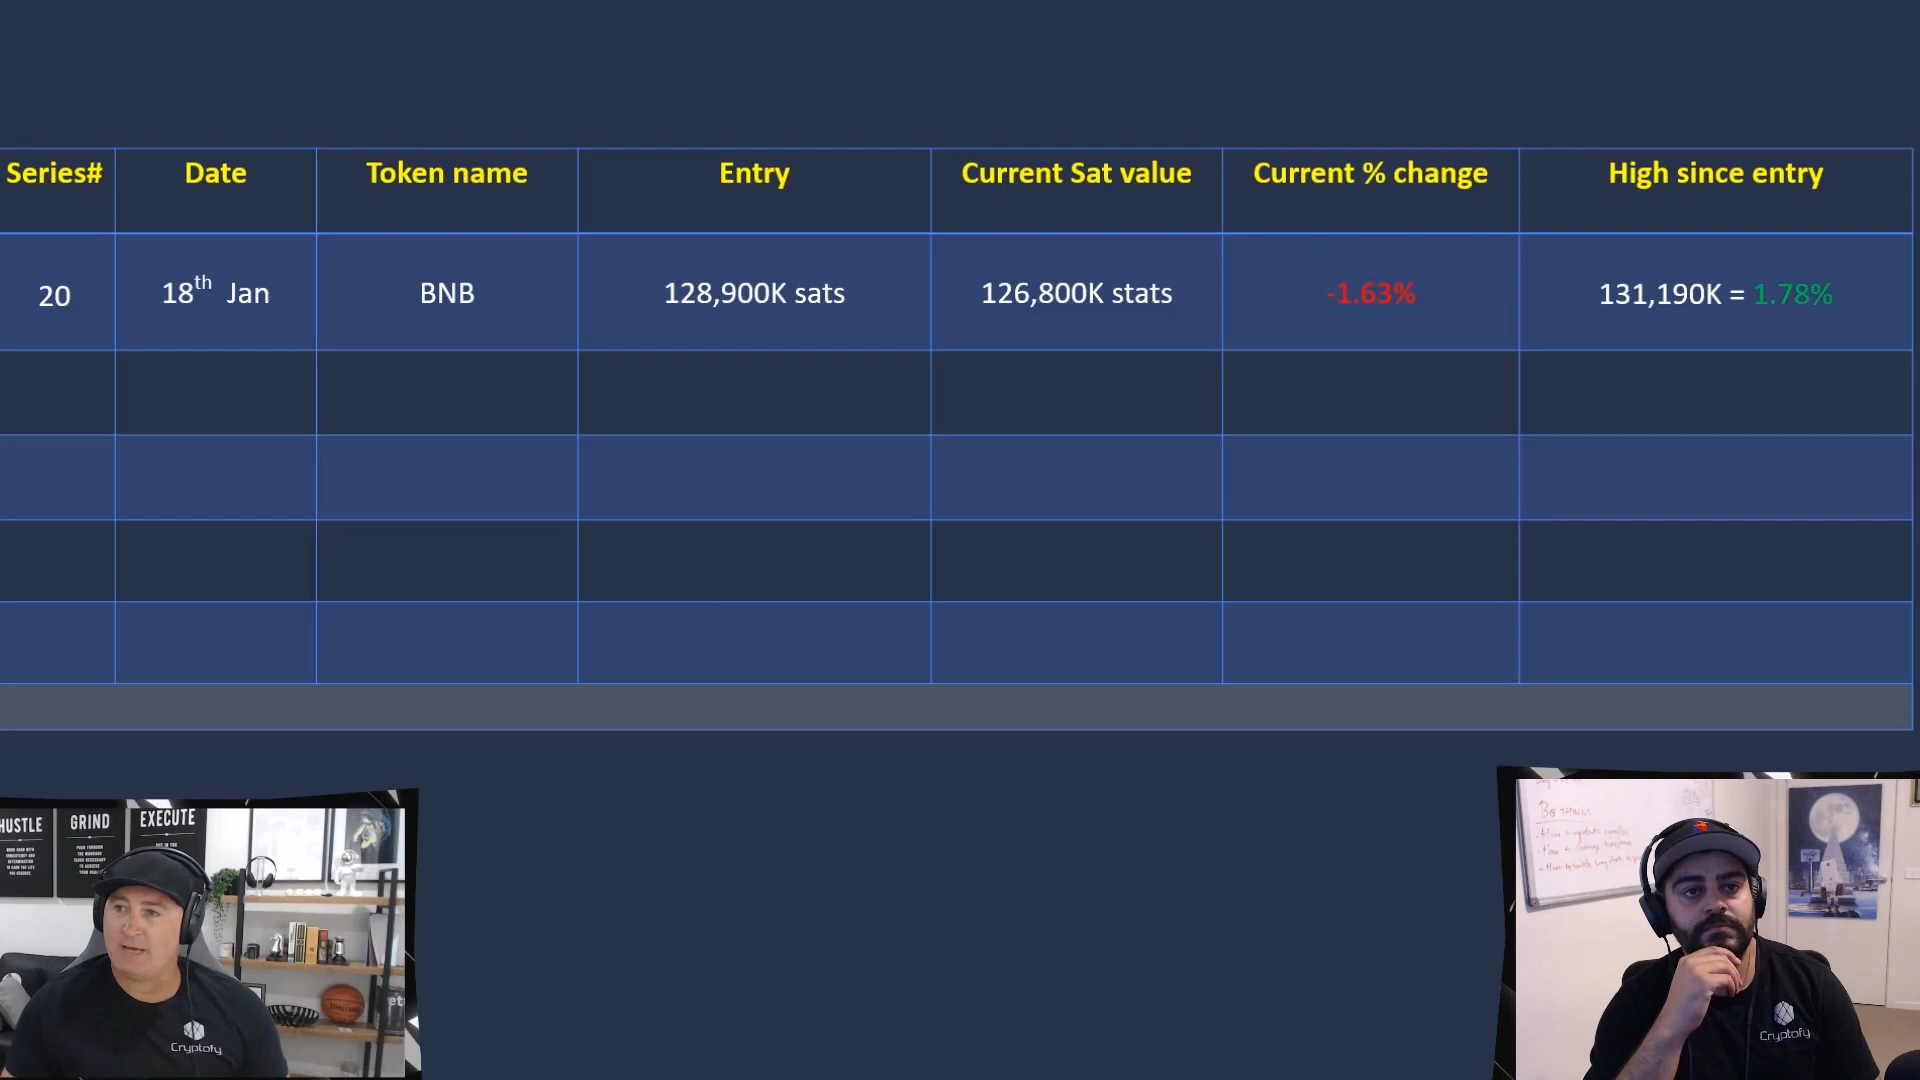 Series# Date Token name Entry Current Sat value Current % change High since entry
20 18th Jan BNB 128,900K sats 126,800K stats -1.63% 131,190K = 1.78%
HUSTLE
GRIND
EXECUTE
Cryptofy
Cryptofy